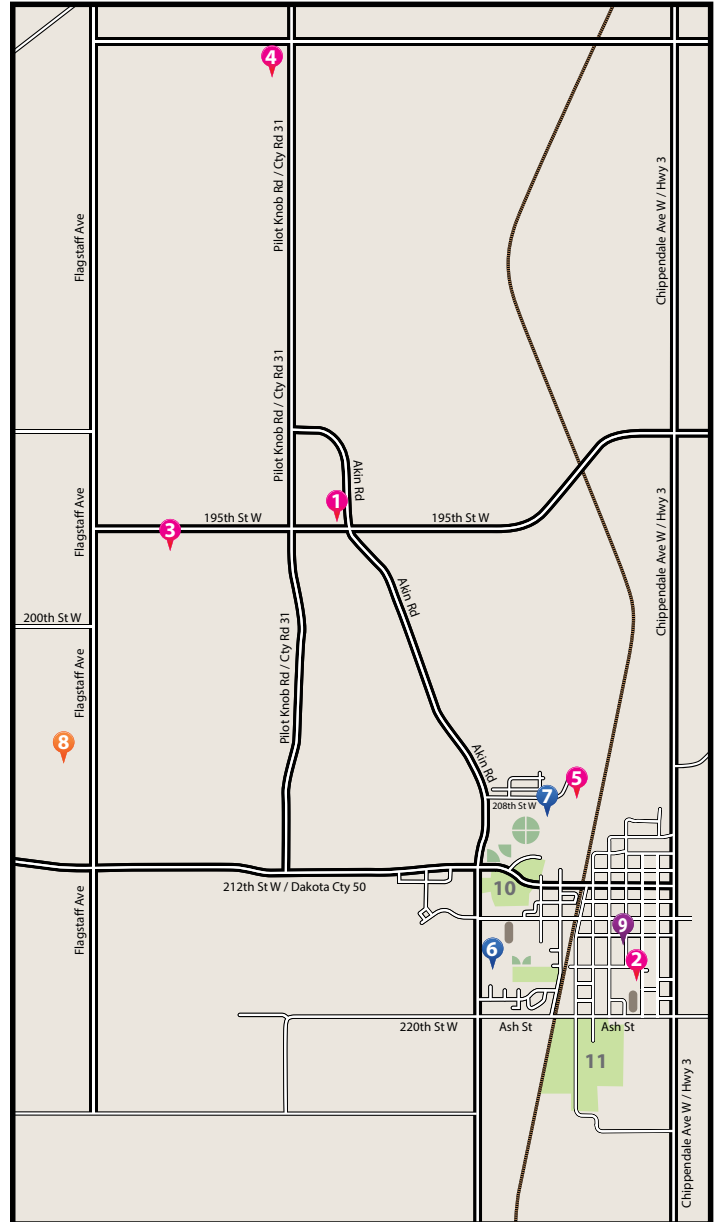 4
Pilot Knob Rd / Cty Rd 31
Flagstaff Ave
Chippendale Ave W / Hwy 3
Pilot Knob Rd / Cty Rd 31
Akin Rd
1
Flagstaff Ave
195th St W
195th St W
3
Chippendale Ave W / Hwy 3
Akin Rd
200th St W
Pilot Knob Rd / Cty Rd 31
Flagstaff Ave
8
Akin Rd
5
7
208th St W
212th St W / Dakota Cty 50
10
Flagstaff Ave
9
6
2
220th St W
Ash St
Ash St
11
Chippendale Ave W / Hwy 3